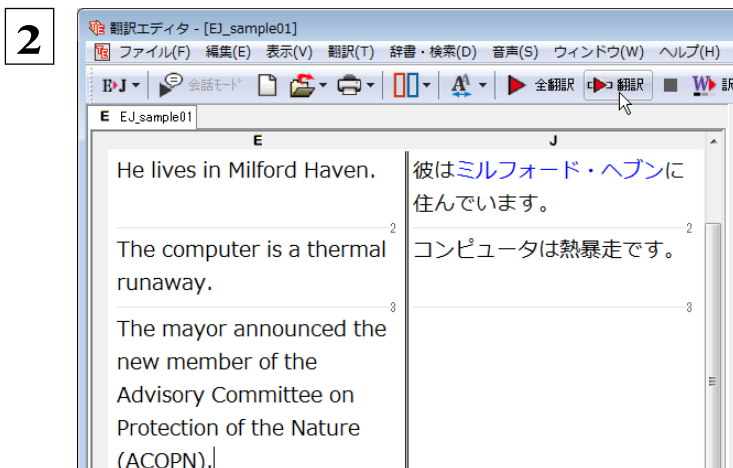 2
翻訳エディタ - [EJ_sample01]
ファイル(F) 編集(E) 表示(V) 翻訳(T) 辞書・検索(D) 音声(S) ウィンドウ(W) ヘルプ(H)
E▶J 会話モード 全翻訳 翻訳 W 訳
E EJ_sample01
E J
He lives in Milford Haven.
彼はミルフォード・ヘブンに
住んでいます。
2 2
The computer is a thermal
runaway.
コンピュータは熱暴走です。
3 3
The mayor announced the
new member of the
Advisory Committee on
Protection of the Nature
(ACOPN).